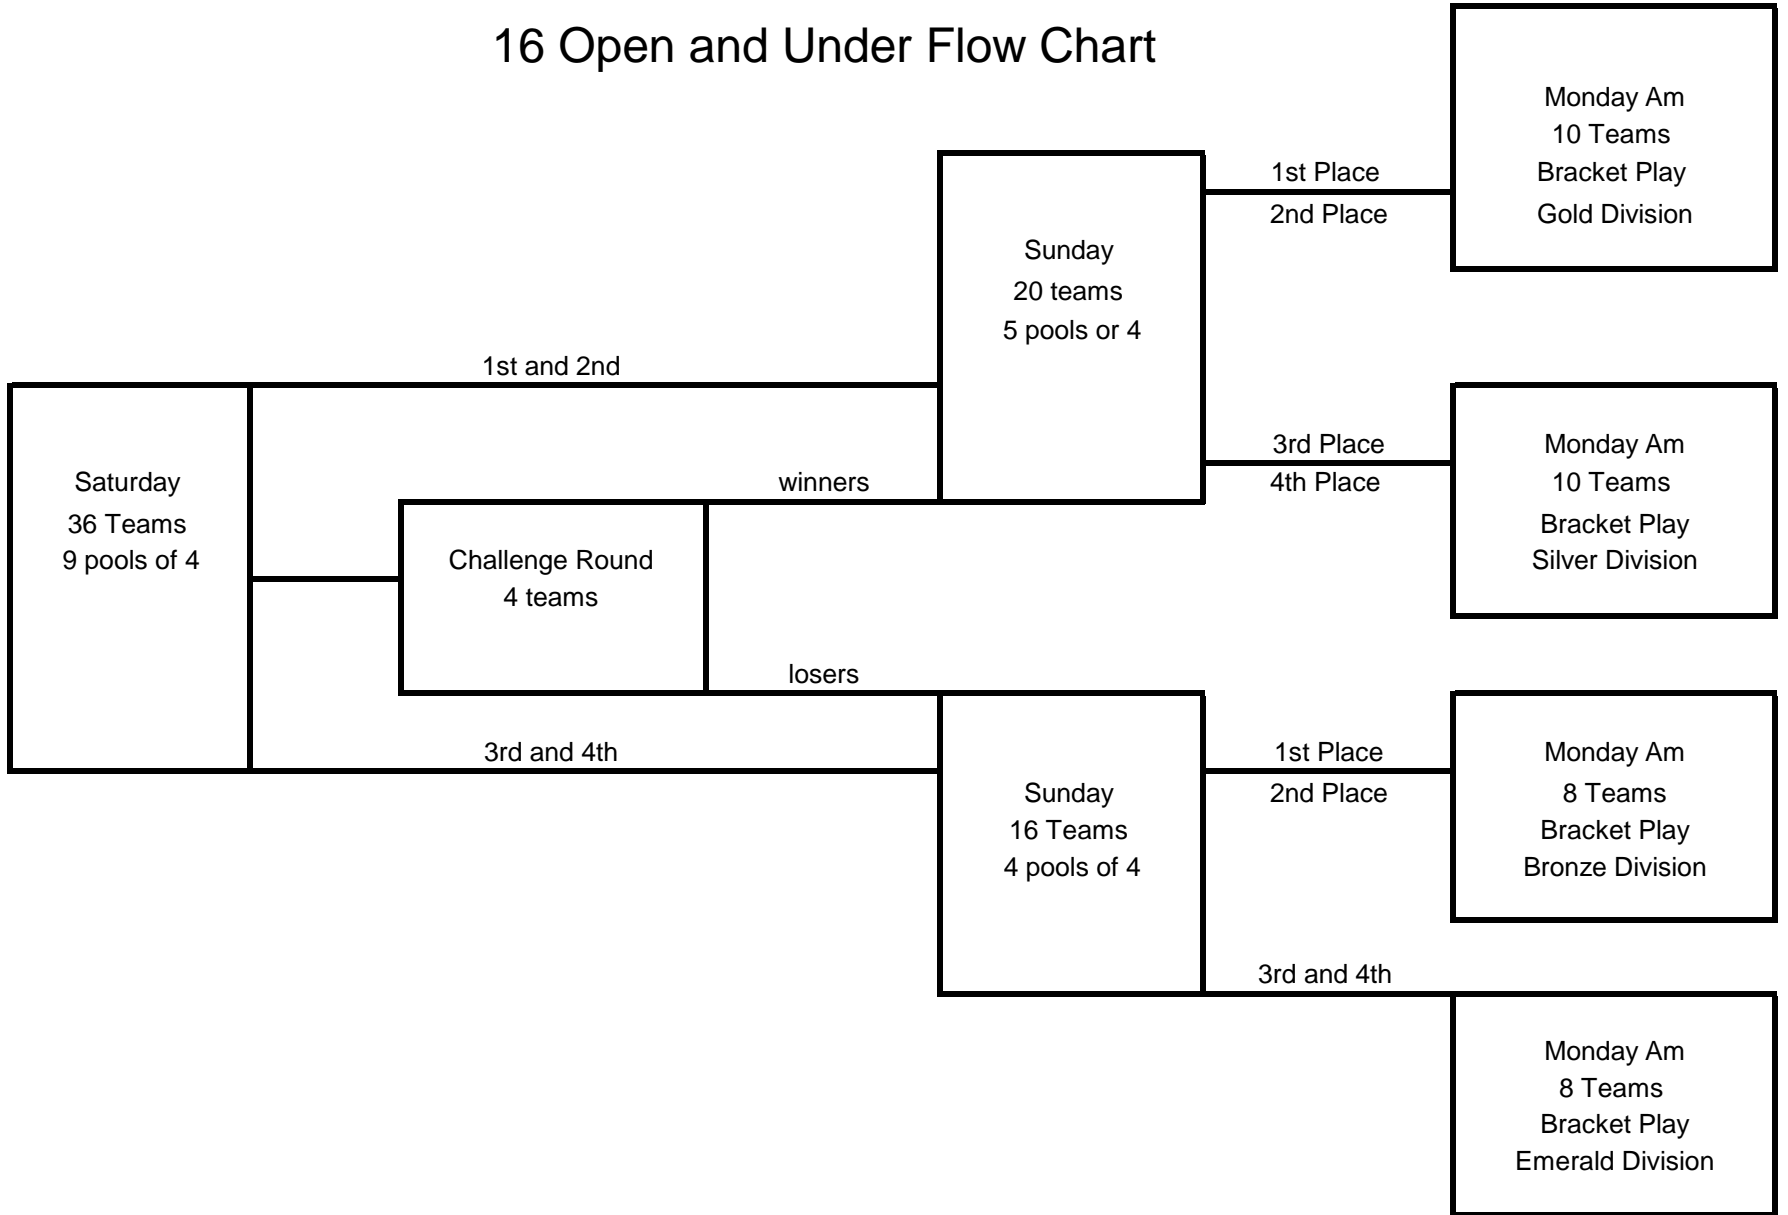 16 Open and Under Flow Chart
Monday Am
10 Teams
Bracket Play
Gold Division
1st Place
2nd Place
Sunday
20 teams
5 pools or 4
1st and 2nd
3rd Place
4th Place
Monday Am
10 Teams
Bracket Play
Silver Division
Saturday
36 Teams
9 pools of 4
winners
Challenge Round
4 teams
losers
3rd and 4th
Sunday
16 Teams
4 pools of 4
1st Place
2nd Place
Monday Am
8 Teams
Bracket Play
Bronze Division
3rd and 4th
Monday Am
8 Teams
Bracket Play
Emerald Division